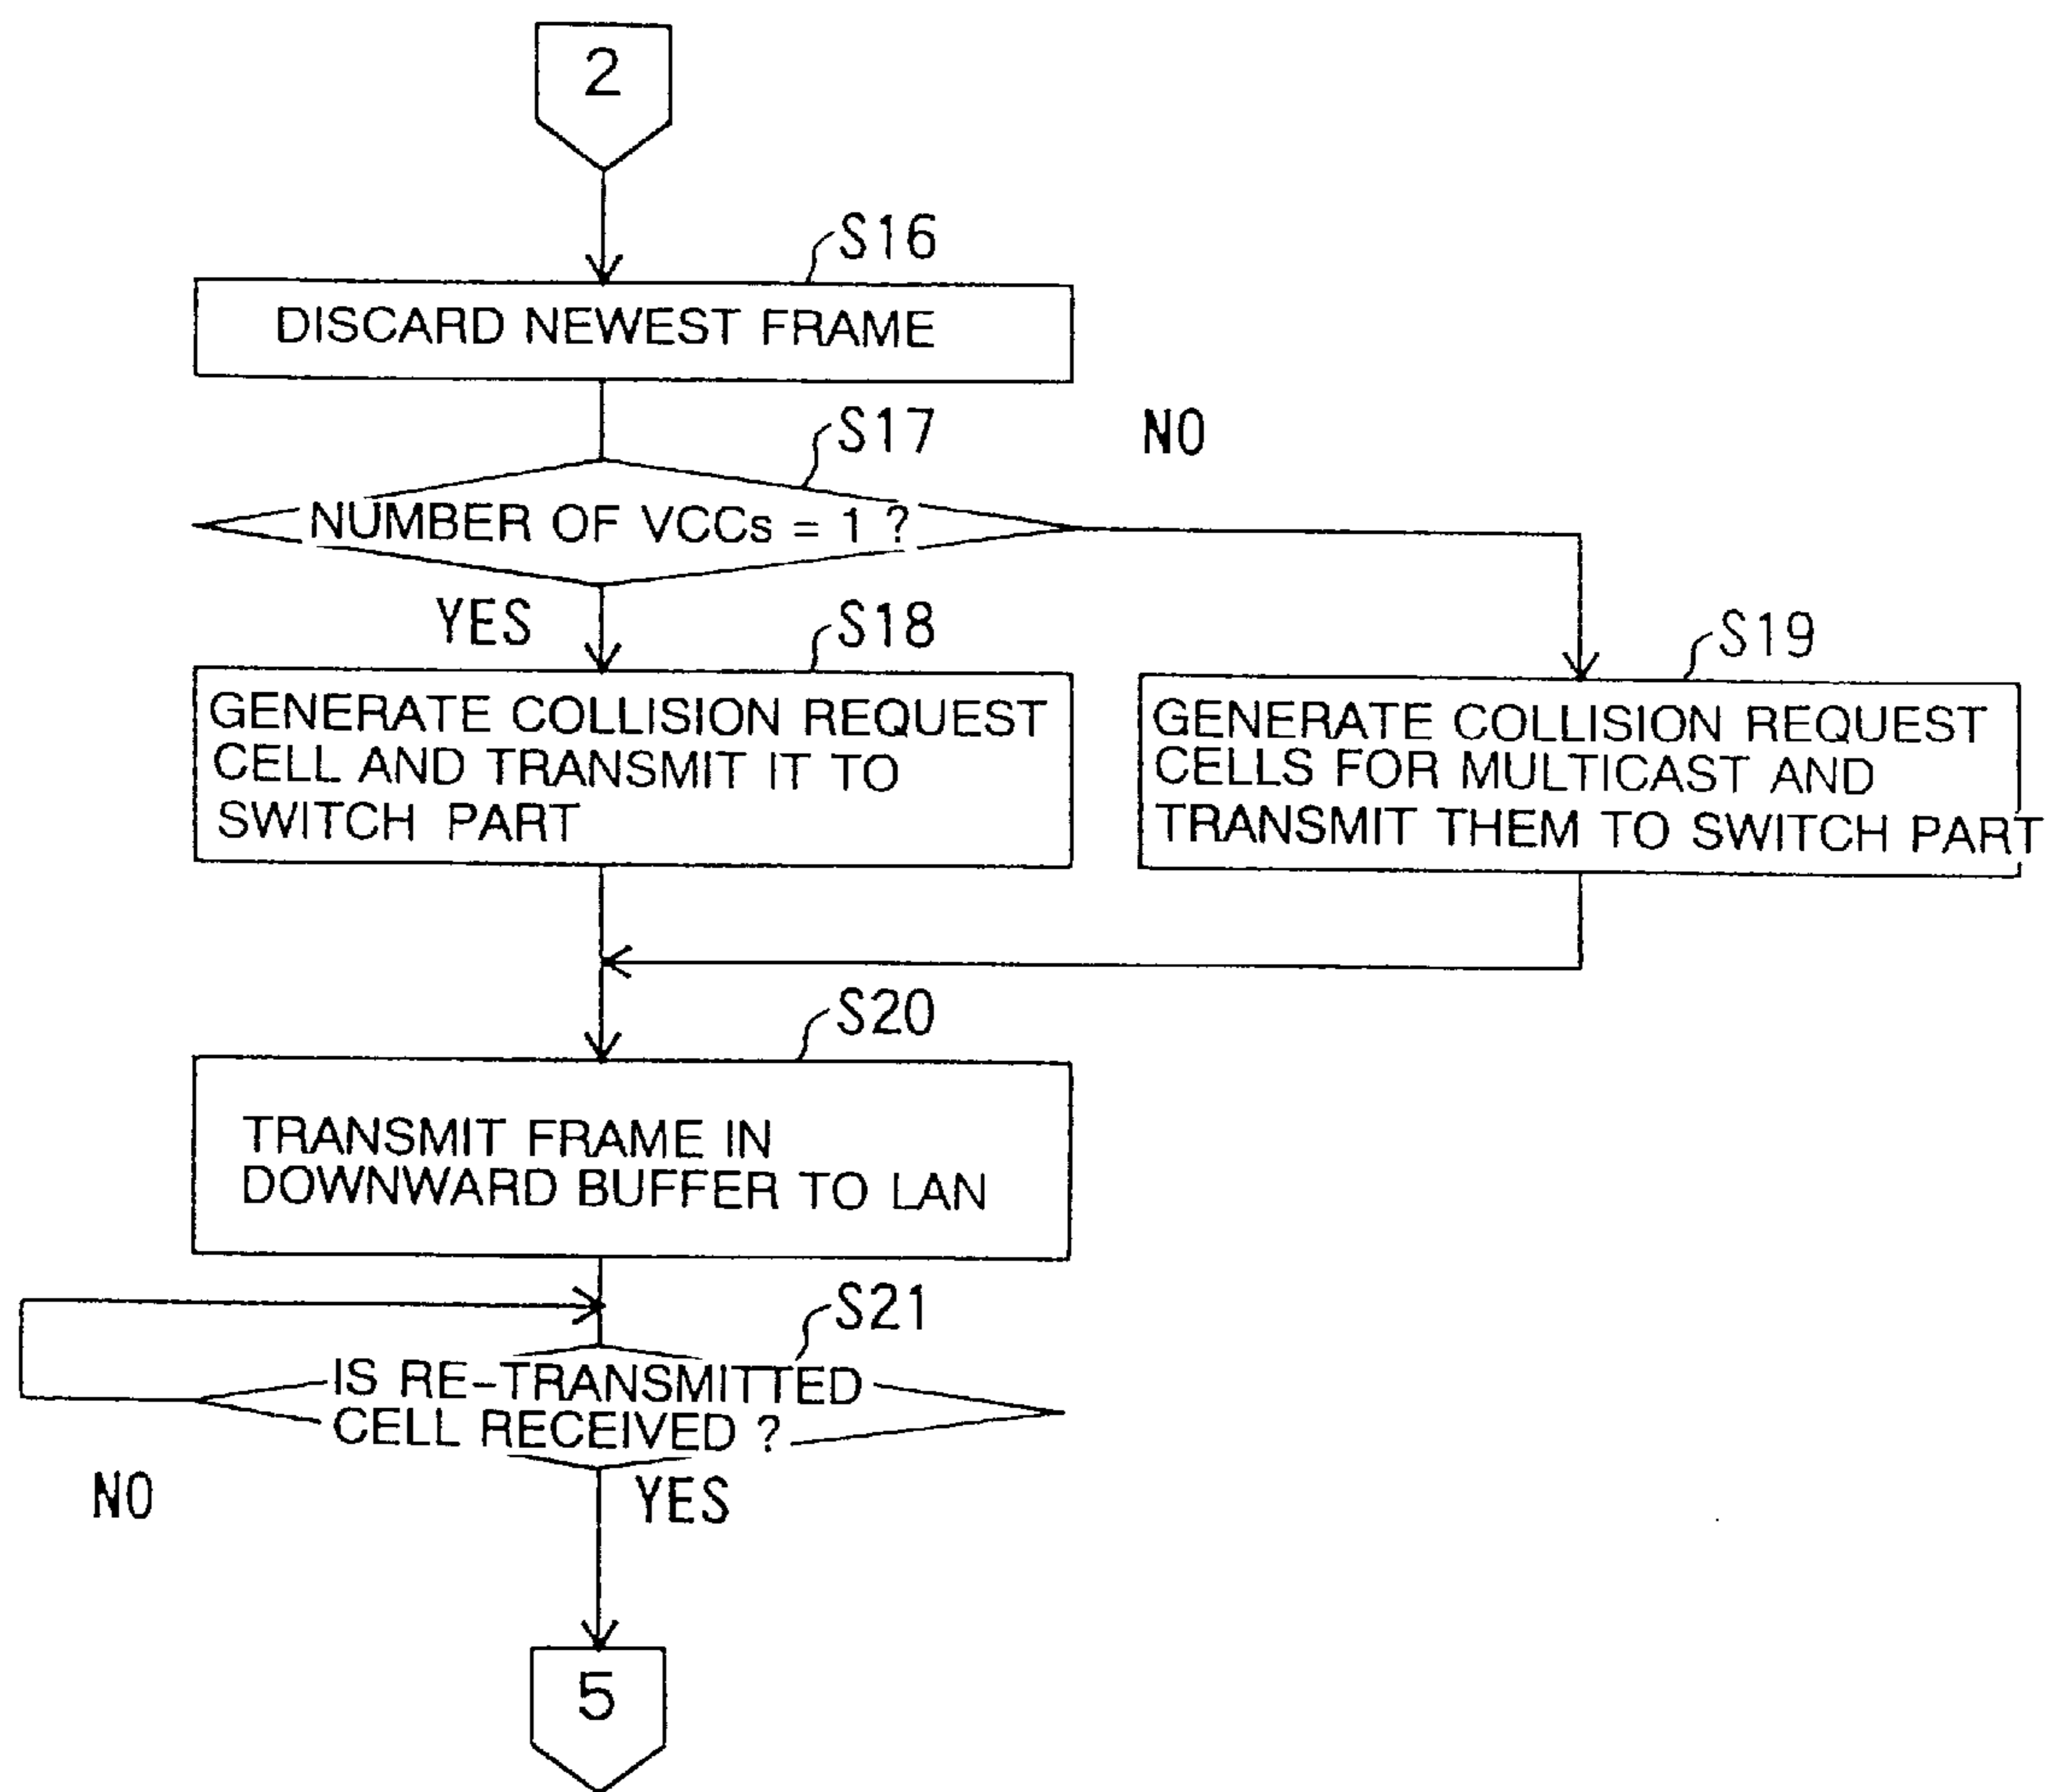 2
S16
DISCARD NEWEST FRAME
S17
NO
NUMBER OF VCCs = 1 ?
YES
S18
S19
GENERATE COLLISION REQUEST
CELL AND TRANSMIT IT TO
SWITCH PART
GENERATE COLLISION REQUEST
CELLS FOR MULTICAST AND
TRANSMIT THEM TO SWITCH PART
S20
TRANSMIT FRAME IN
DOWNWARD BUFFER TO LAN
S21
IS RE-TRANSMITTED
CELL RECEIVED ?
NO
YES
5